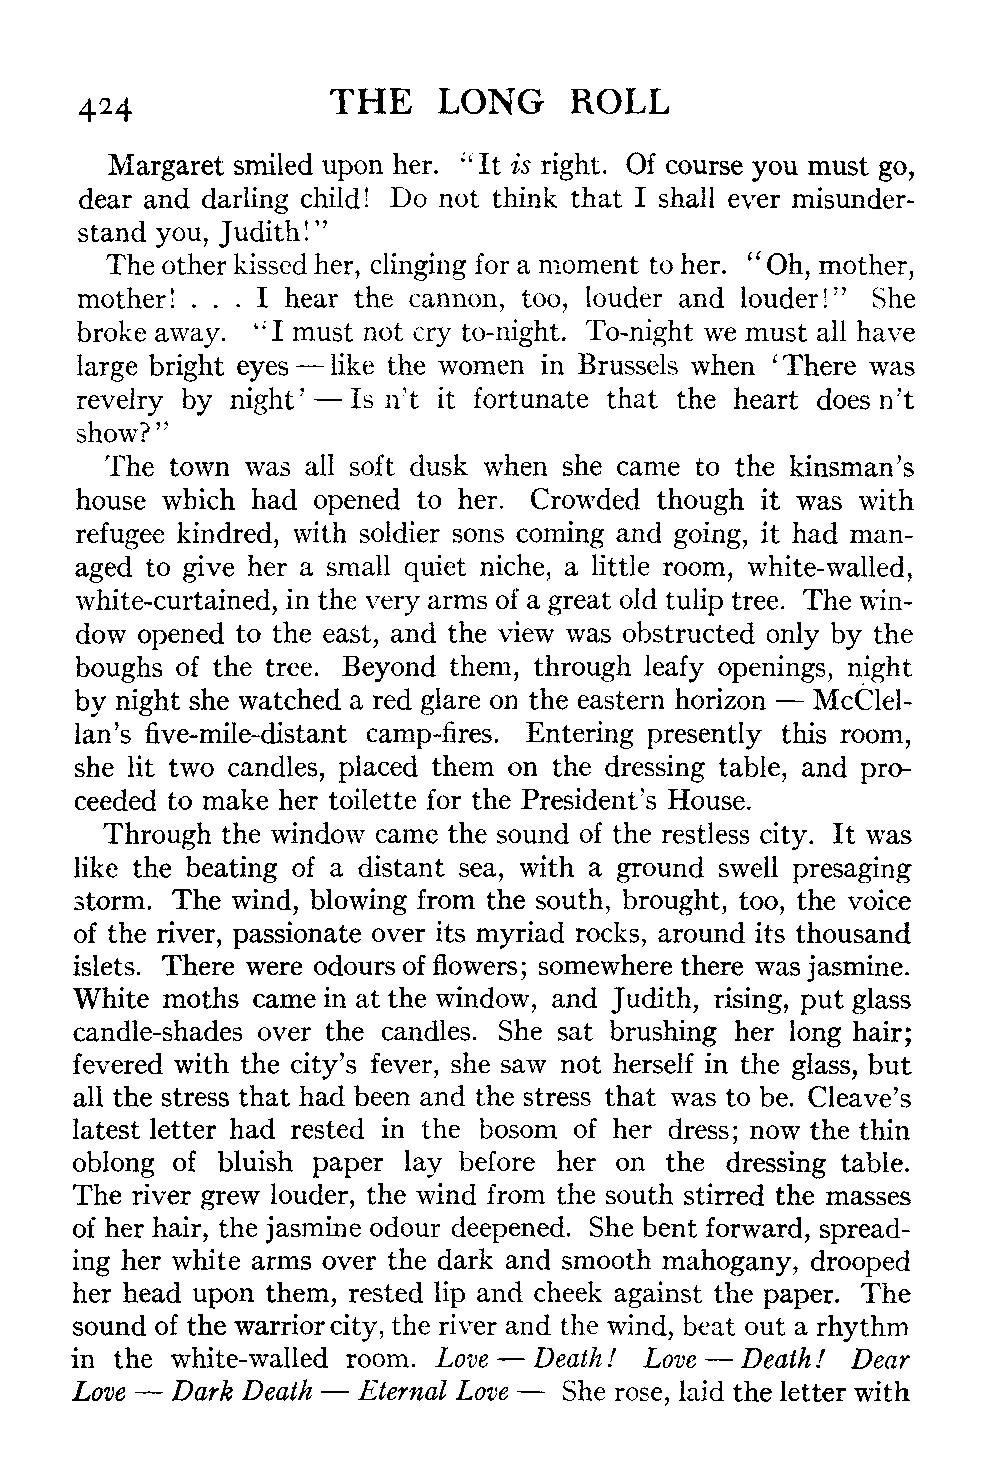 424 THE LONG ROLL
Margaret smiled upon her. "It is right. Of course you must go,
dear and darling child! Do not think that I shall ever misunder-
stand you, Judith!"
The other kissed her, clinging for a moment to her. "Oh, mother,
mother! . . . I hear the cannon, too, louder and louder!" She
broke away. "I must not cry to-night. To-night we must all have
large bright eyes — like the women in Brussels when 'There was
revelry by night' — Is n't it fortunate that the heart does n't
show?"
The town was all soft dusk when she came to the kinsman's
house which had opened to her. Crowded though it was with
refugee kindred, with soldier sons coming and going, it had man-
aged to give her a small quiet niche, a little room, white-walled,
white-curtained, in the very arms of a great old tulip tree. The win-
dow opened to the east, and the view was obstructed only by the
boughs of the tree. Beyond them, through leafy openings, night
by night she watched a red glare on the eastern horizon — McClel-
lan's five-mile-distant camp-fires. Entering presently this room,
she lit two candles, placed them on the dressing table, and pro-
ceeded to make her toilette for the President's House.
Through the window came the sound of the restless city. It was
like the beating of a distant sea, with a ground swell presaging
storm. The wind, blowing from the south, brought, too, the voice
of the river, passionate over its myriad rocks, around its thousand
islets. There were odours of flowers; somewhere there was jasmine.
White moths came in at the window, and Judith, rising, put glass
candle-shades over the candles. She sat brushing her long hair;
fevered with the city's fever, she saw not herself in the glass, but
all the stress that had been and the stress that was to be. Cleave's
latest letter had rested in the bosom of her dress; now the thin
oblong of bluish paper lay before her on the dressing table.
The river grew louder, the wind from the south stirred the masses
of her hair, the jasmine odour deepened. She bent forward, spread-
ing her white arms over the dark and smooth mahogany, drooped
her head upon them, rested lip and cheek against the paper. The
sound of the warrior city, the river and the wind, beat out a rhythm
in the white-walled room. Love — Death! Love — Death! Dear
Love — Dark Death — Eternal Love — She rose, laid the letter with